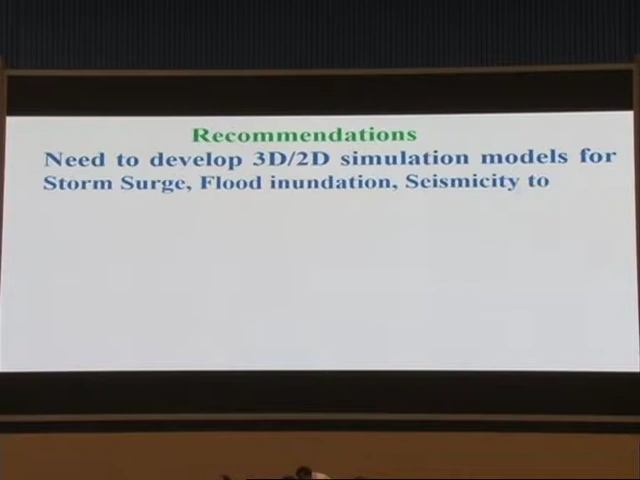 Recommendations
Need to develop 3D/2D simulation models for
Storm Surge, Flood inundation, Seismicity to